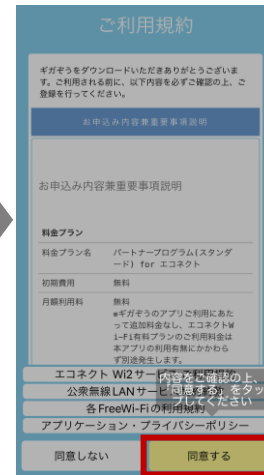 ご利用規約
ギガぞうをダウンロードいただきありがとうございま
す。ご利用される前に、以下内容を必ずご確認の上、ご
登録を行ってください。
お申込み内容兼重要事項説明
お申込み内容兼重要事項説明
料金プラン
料金プラン名 パートナープログラム(スタンダ
ード) for エコネクト
初期費用 無料
月額利用料 無料
※ギガぞうのアプリご利用にあた
って追加料金なし、エコネクトW
i-Fi有料プランのご利用料金は
本アプリの利用有無にかかわら
ず別途発生します。
エコネクト Wi2サービス
公衆無線LANサービ
各FreeWi-Fiの利用規約
アプリケーション・プライバシーポリシー
内容をご確認の上、
「同意する」をタッ
プしてください
同意しない
同意する